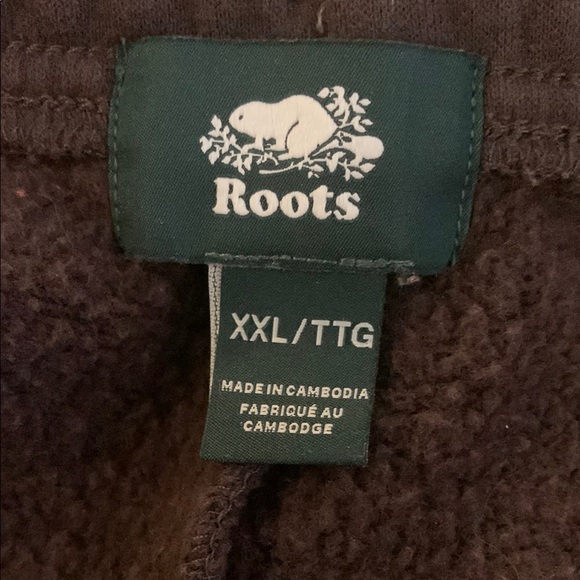 Roots
XXL/TTG
MADE IN CAMBODIA
FABRIQUÉ AU
CAMBODGE